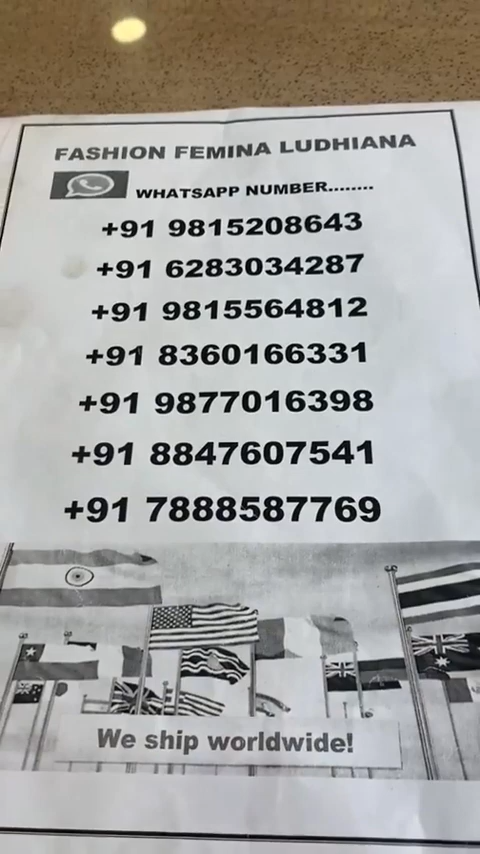 FASHION FEMINA LUDHIANA
WHATSAPP NUMBER........
+91 9815208643
+91 6283034287
+91 9815564812
+91 8360166331
+91 9877016398
+91 8847607541
+91 7888587769
We ship worldwide!